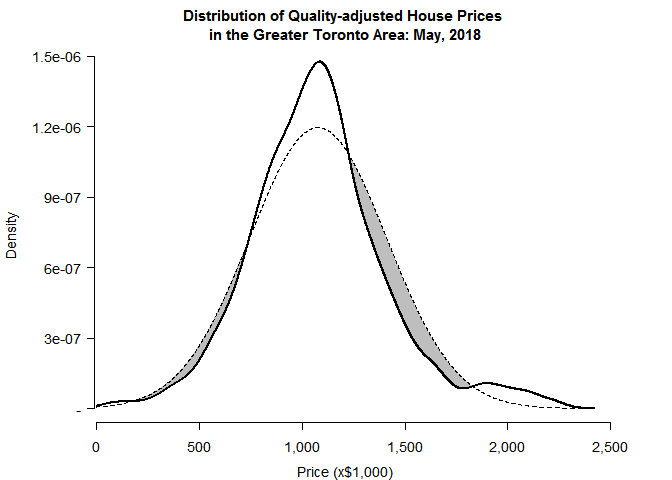 Distribution of Quality-adjusted House Prices
in the Greater Toronto Area: May, 2018
1.5e-06
1.2e-06
9e-07
6e-07
3e-07
-
Density
0 500 1,000 1,500 2,000 2,500
Price (x$1,000)